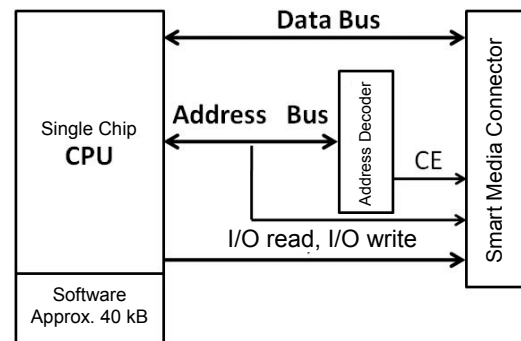 Data Bus
Single Chip
CPU
Address Bus
Address Decoder
CE
Smart Media Connector
I/O read, I/O write
Software
Approx. 40 kB